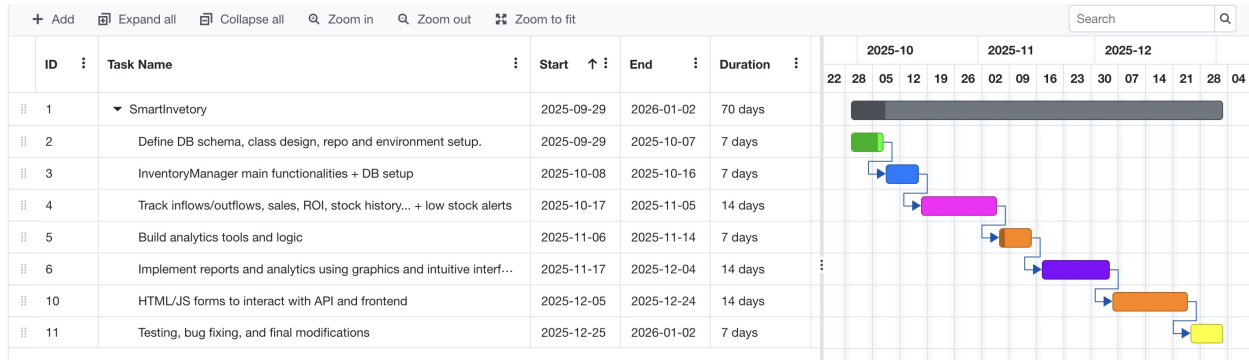 Add Expand all Collapse all Zoom in Zoom out Zoom to fit Search
2025-10 2025-11 2025-12
ID Task Name Start End Duration
22 28 05 12 19 26 02 09 16 23 30 07 14 21 28 04
1 SmartInvetory 2025-09-29 2026-01-02 70 days
2 Define DB schema, class design, repo and environment setup. 2025-09-29 2025-10-07 7 days
3 InventoryManager main functionalities + DB setup 2025-10-08 2025-10-16 7 days
4 Track inflows/outflows, sales, ROI, stock history... + low stock alerts 2025-10-17 2025-11-05 14 days
5 Build analytics tools and logic 2025-11-06 2025-11-14 7 days
6 Implement reports and analytics using graphics and intuitive interf… 2025-11-17 2025-12-04 14 days
10 HTML/JS forms to interact with API and frontend 2025-12-05 2025-12-24 14 days
11 Testing, bug fixing, and final modifications 2025-12-25 2026-01-02 7 days